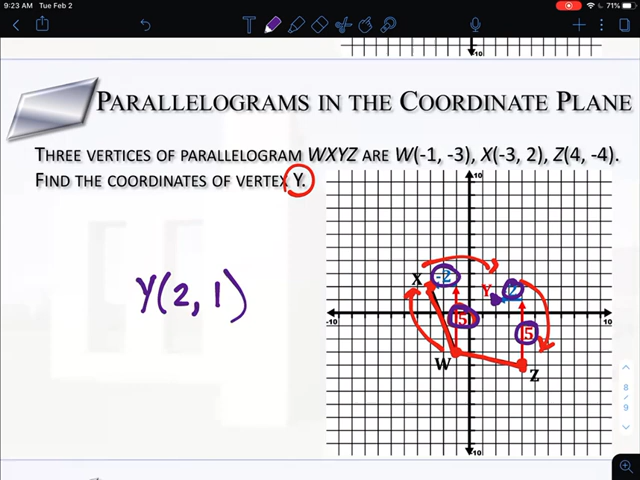 9:23 AM Tue Feb 2
71%
T
10
PARALLELOGRAMS IN THE COORDINATE PLANE
THREE VERTICES OF PARALLELOGRAM WXYZ ARE W(-1, -3), X(-3, 2), Z(4, -4).
FIND THE COORDINATES OF VERTEX Y.
10
X
-2
Y
Y(2, 1)
5
5
-10
10
W
Z
10
8
/
9